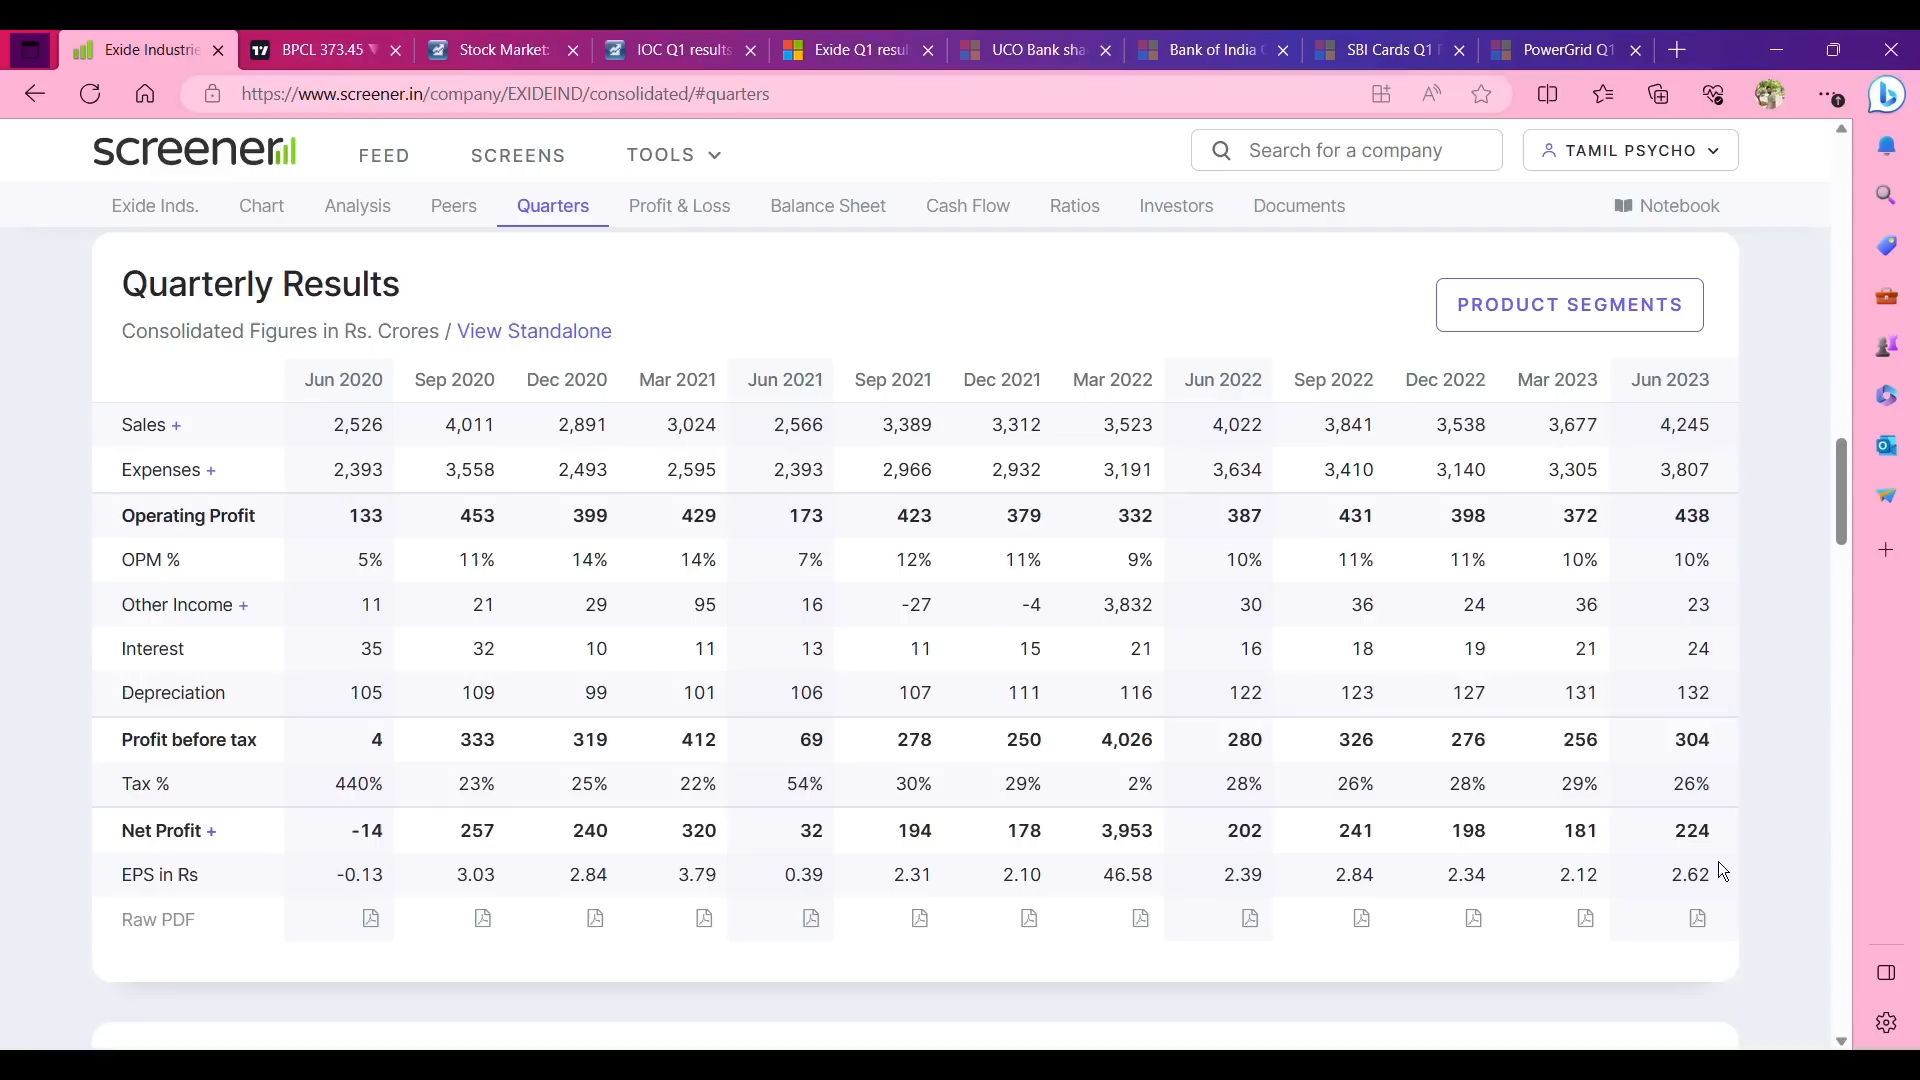 Exide Industrie
BPCL 373.45
Stock Market:
IOC Q1 results
Exide Q1 resul
UCO Bank sha
Bank of India
SBI Cards Q1
PowerGrid Q1
https://www.screener.in/company/EXIDEIND/consolidated/#quarters
screener
FEED SCREENS TOOLS
Search for a company
TAMIL PSYCHO
Exide Inds. Chart Analysis Peers Quarters Profit & Loss Balance Sheet Cash Flow Ratios Investors Documents Notebook
Quarterly Results
PRODUCT SEGMENTS
Consolidated Figures in Rs. Crores / View Standalone
Jun 2020 Sep 2020 Dec 2020 Mar 2021 Jun 2021 Sep 2021 Dec 2021 Mar 2022 Jun 2022 Sep 2022 Dec 2022 Mar 2023 Jun 2023
Sales + 2,526 4,011 2,891 3,024 2,566 3,389 3,312 3,523 4,022 3,841 3,538 3,677 4,245
Expenses + 2,393 3,558 2,493 2,595 2,393 2,966 2,932 3,191 3,634 3,410 3,140 3,305 3,807
Operating Profit 133 453 399 429 173 423 379 332 387 431 398 372 438
OPM % 5% 11% 14% 14% 7% 12% 11% 9% 10% 11% 11% 10% 10%
Other Income + 11 21 29 95 16 -27 -4 3,832 30 36 24 36 23
Interest 35 32 10 11 13 11 15 21 16 18 19 21 24
Depreciation 105 109 99 101 106 107 111 116 122 123 127 131 132
Profit before tax 4 333 319 412 69 278 250 4,026 280 326 276 256 304
Tax % 440% 23% 25% 22% 54% 30% 29% 2% 28% 26% 28% 29% 26%
Net Profit + -14 257 240 320 32 194 178 3,953 202 241 198 181 224
EPS in Rs -0.13 3.03 2.84 3.79 0.39 2.31 2.10 46.58 2.39 2.84 2.34 2.12 2.62
Raw PDF